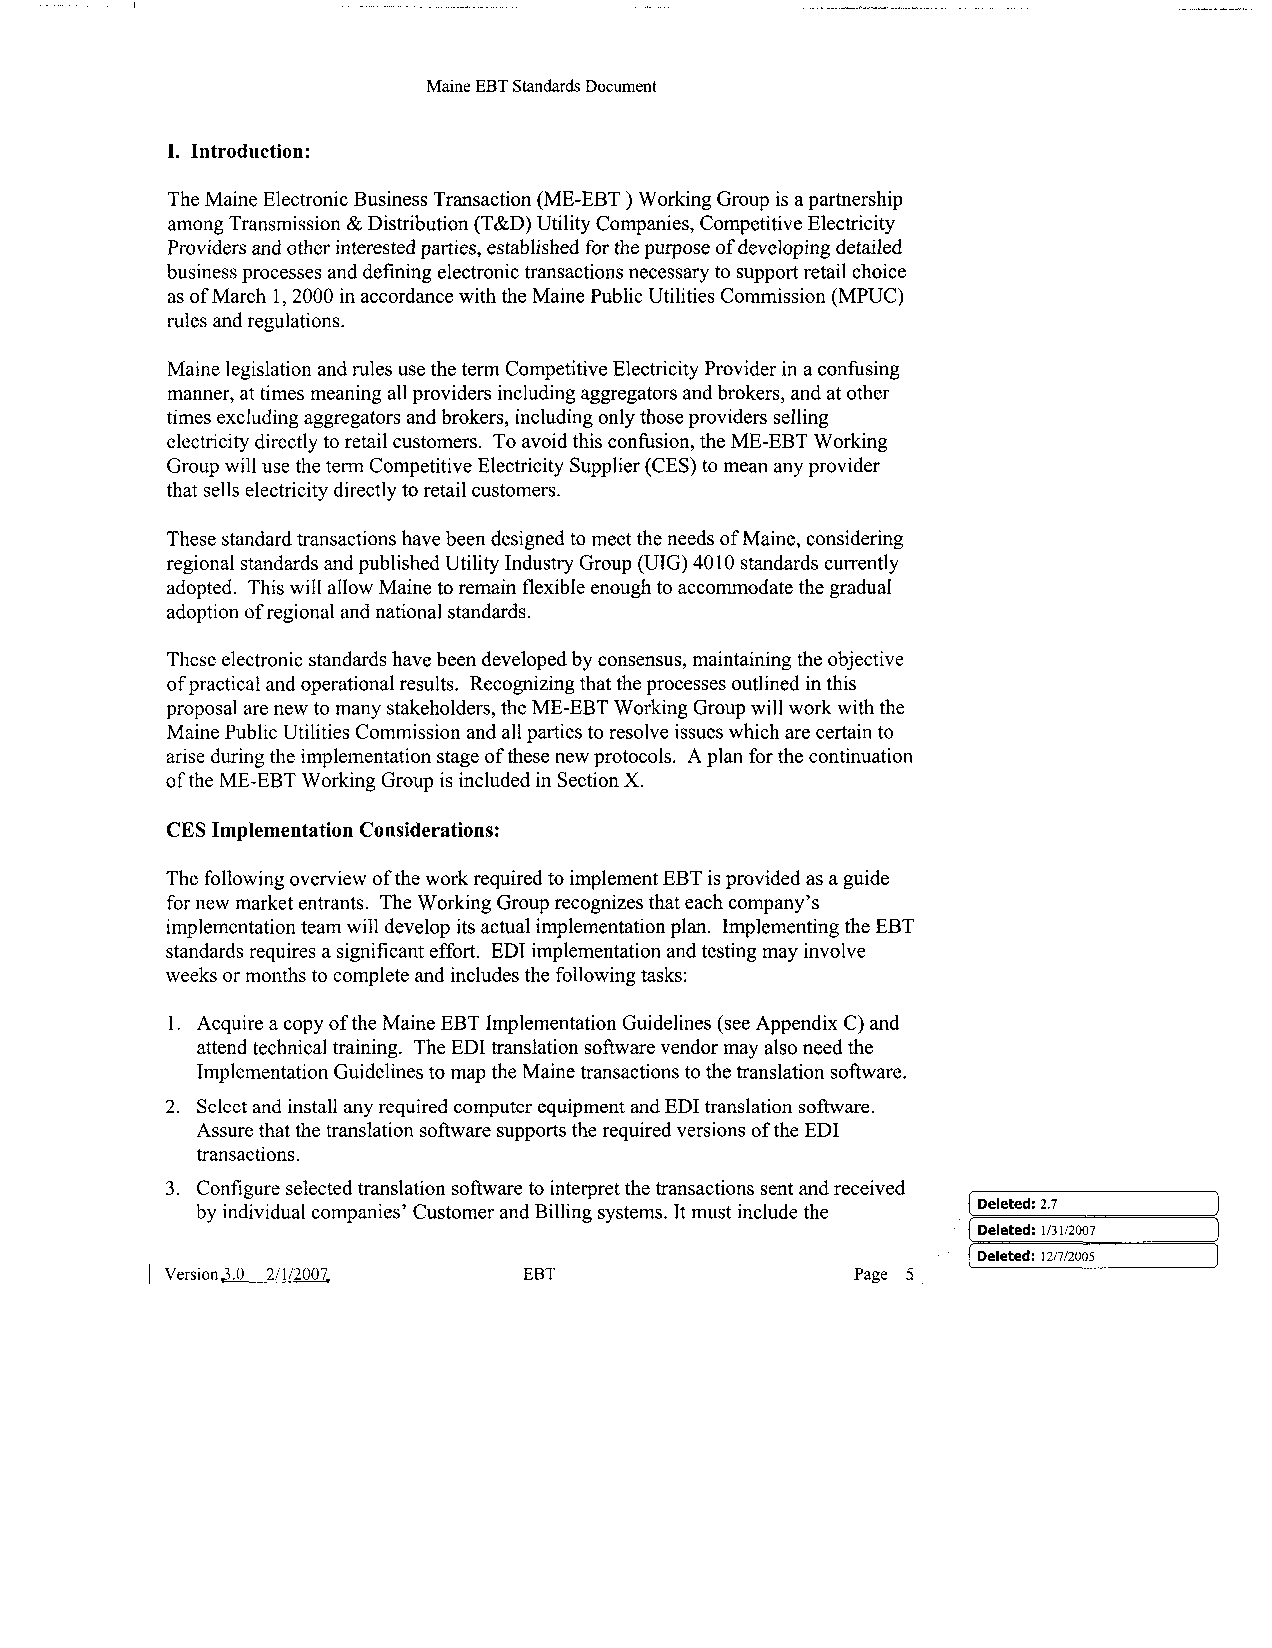 Maine EBT Standards Document
I. Introduction:
The Maine Electronic Business Transaction (ME-EBT ) Working Group is a partnership
among Transmission & Distribution (T&D) Utility Companies, Competitive Electricity
Providers and other interested parties, established for the purpose of developing detailed
business processes and defining electronic transactions necessary to support retail choice
as of March 1, 2000 in accordance with the Maine Public Utilities Commission (MPUC)
rules and regulations.
Maine legislation and rules use the term Competitive Electricity Provider in a confusing
manner, at times meaning all providers including aggregators and brokers, and at other
times excluding aggregators and brokers, including only those providers selling
electricity directly to retail customers. To avoid this confusion, the ME-EBT Working
Group will use the term Competitive Electricity Supplier (CES) to mean any provider
that sells electricity directly to retail customers.
These standard transactions have been designed to meet the needs of Maine, considering
regional standards and published Utility Industry Group (UIG) 4010 standards currently
adopted. This will allow Maine to remain flexible enough to accommodate the gradual
adoption of regional and national standards.
These electronic standards have been developed by consensus, maintaining the objective
of practical and operational results. Recognizing that the processes outlined in this
proposal are new to many stakeholders, the ME-EBT Working Group will work with the
Maine Public Utilities Commission and all parties to resolve issues which are certain to
arise during the implementation stage of these new protocols. A plan for the continuation
of the ME-EBT Working Group is included in Section X.
CES Implementation Considerations:
The following overview of the work required to implement EBT is provided as a guide
for new market entrants. The Working Group recognizes that each company's
implementation team will develop its actual implementation plan. Implementing the EBT
standards requires a significant effort. EDI implementation and testing may involve
weeks or months to complete and includes the following tasks:
1. Acquire a copy of the Maine EBT Implementation Guidelines (see Appendix C) and
attend technical training. The EDI translation software vendor may also need the
Implementation Guidelines to map the Maine transactions to the translation software.
2. Select and install any required computer equipment and EDI translation software.
Assure that the translation software supports the required versions of the EDI
transactions.
3. Configure selected translation software to interpret the transactions sent and received
by individual companies' Customer and Billing systems. It must include the
Deleted: 2.7
Deleted: 1/31/2007
Deleted: 12/7/2005
Version 3.0 2/1/2007 EBT Page 5